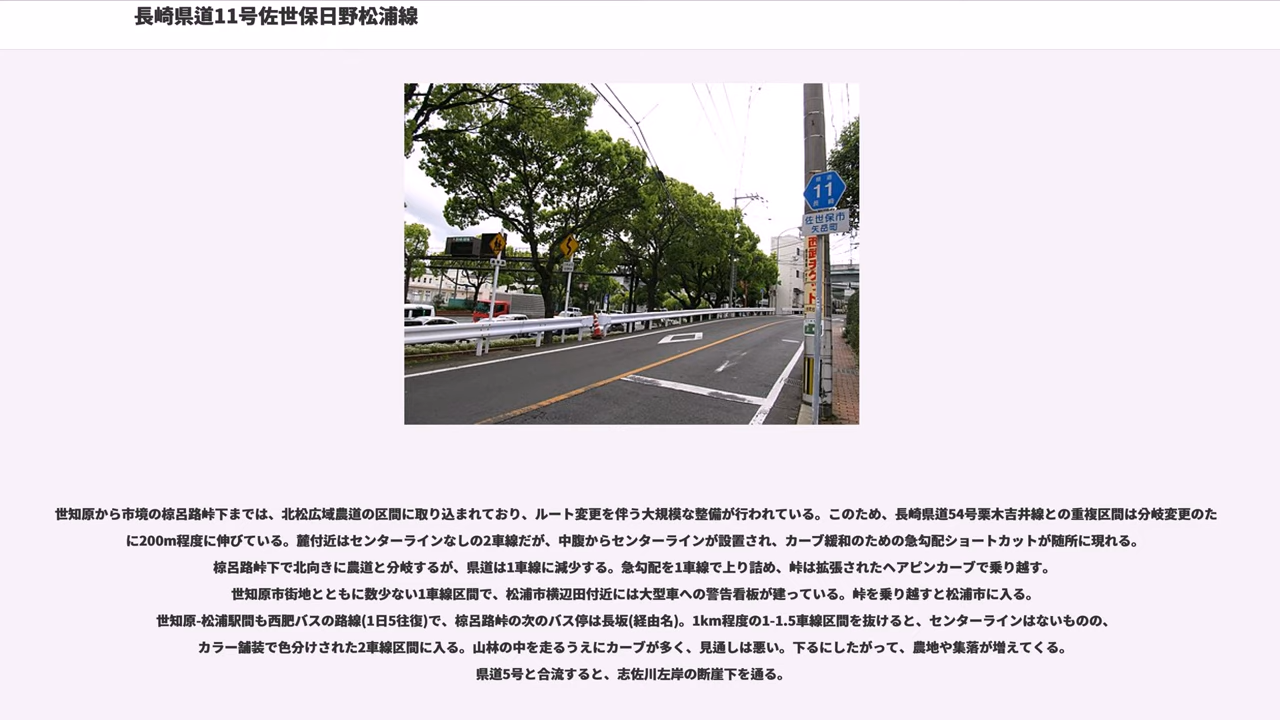 長崎県道11号佐世保日野松浦線
県道
11
長崎
佐世保市
矢岳町
世知原から市境の椋呂路峠下までは、北松広域農道の区間に取り込まれており、ルート変更を伴う大規模な整備が行われている。このため、長崎県道54号栗木吉井線との重複区間は分岐変更のた
に200m程度に伸びている。麓付近はセンターラインなしの2車線だが、中腹からセンターラインが設置され、カーブ緩和のための急勾配ショートカットが随所に現れる。
椋呂路峠下で北向きに農道と分岐するが、県道は1車線に減少する。急勾配を1車線で上り詰め、峠は拡張されたヘアピンカーブで乗り越す。
世知原市街地とともに数少ない1車線区間で、松浦市横辺田付近には大型車への警告看板が建っている。峠を乗り越すと松浦市に入る。
世知原-松浦駅間も西肥バスの路線(1日5往復)で、椋呂路峠の次のバス停は長坂(経由名)。1km程度の1-1.5車線区間を抜けると、センターラインはないものの、
カラー舗装で色分けされた2車線区間に入る。山林の中を走るうえにカーブが多く、見通しは悪い。下るにしたがって、農地や集落が増えてくる。
県道5号と合流すると、志佐川左岸の断崖下を通る。